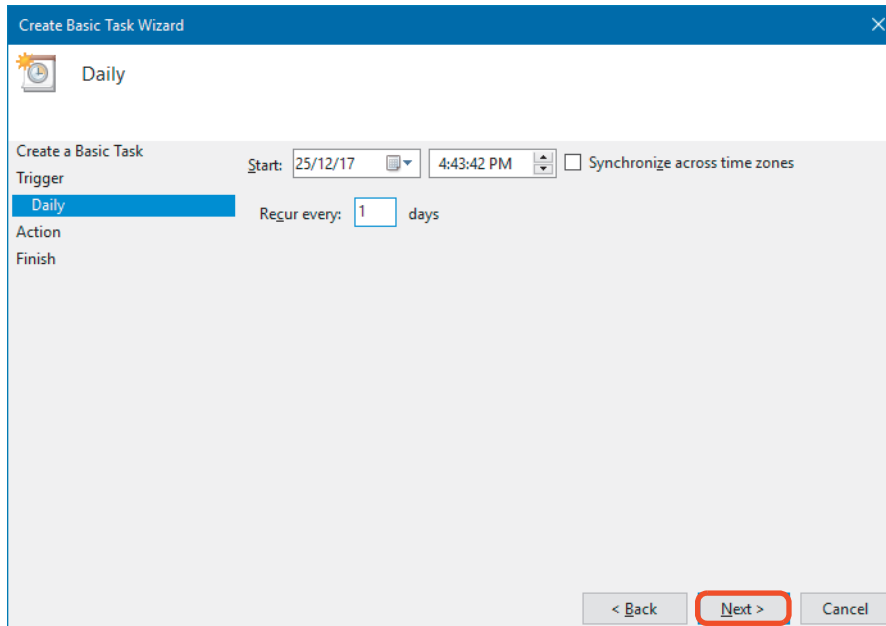 Create Basic Task Wizard
Daily
Create a Basic Task
Trigger
Daily
Action
Finish
Start: 25/12/17 4:43:42 PM Synchronize across time zones
Recur every: 1 days
< Back Next > Cancel